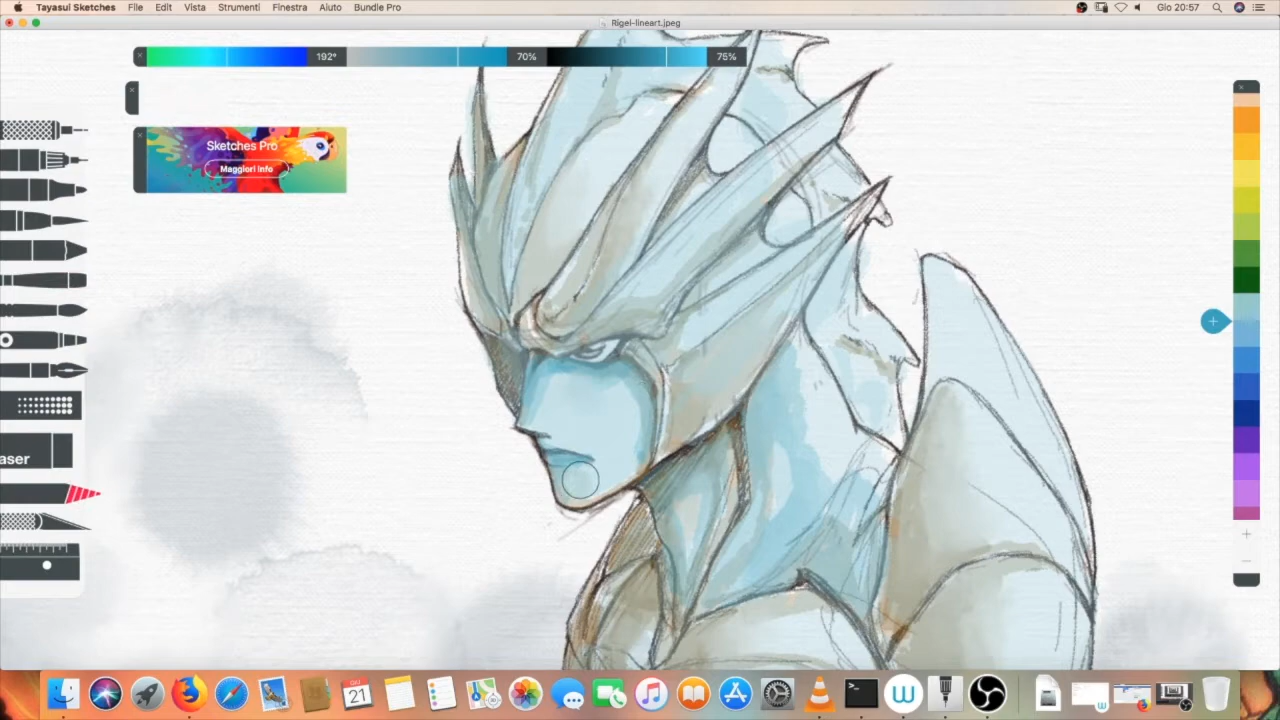 Tayasui Sketches File Edit Vista Strumenti Finestra Aiuto Bundle Pro Gio 20:57
Rigel-lineart.jpeg
192° 70% 75%
Sketches Pro
Maggiori Info
aser
21